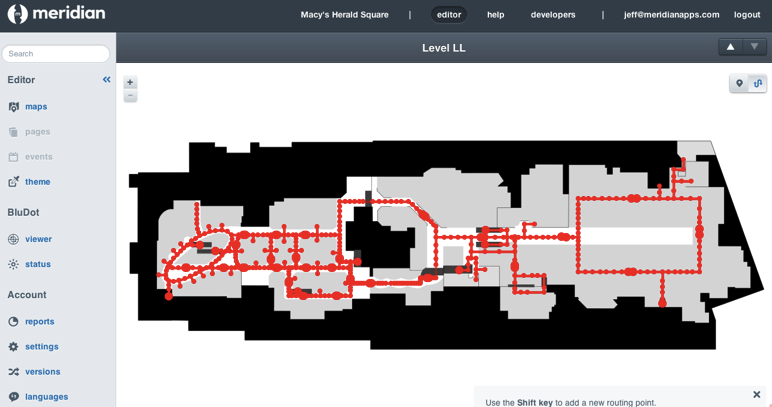 meridian
Macy's Herald Square | editor help developers | jeff@meridianapps.com logout
Level LL
Search
Editor
maps
pages
events
theme
BluDot
viewer
status
Account
reports
settings
versions
languages
Use the Shift key to add a new routing point.